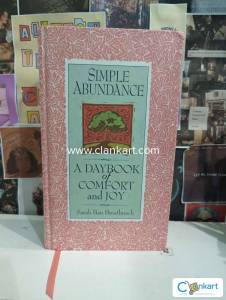 SIMPLE
ABUNDANCE
www.clankart.com
A DAYBOOK
of
COMFORT
and JOY
Sarah Ban Breathnach
Clankart